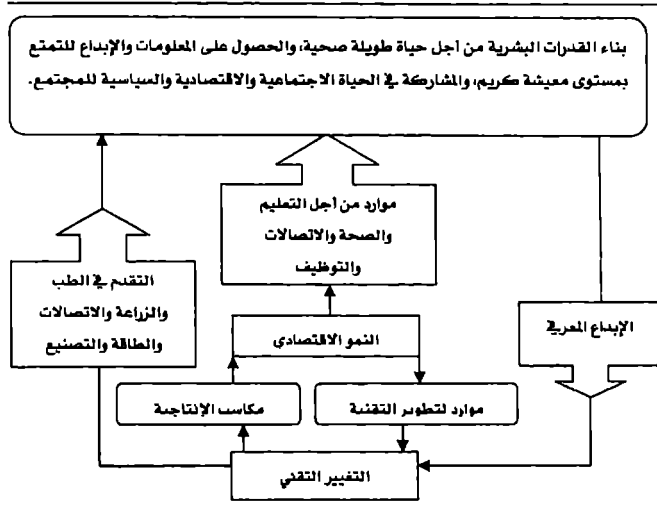 بناء القدرات البشرية من أجل حياة طويلة صحية، والحصول على المعلومات والإبداع للتمتع
بمستوى معيشة كريم، والمشاركة في الحياة الاجتماعية والاقتصادية والسياسية للمجتمع.
موارد من أجل التعليم
والصحة والاتصالات
والتوظيف
التقدم في الطب
والزراعة والاتصالات
والطاقة والتصنيع
الإبداع المعرفي
النمو الاقتصادي
موارد لتطوير التقنية
مكاسب الإنتاجية
التغيير التقني